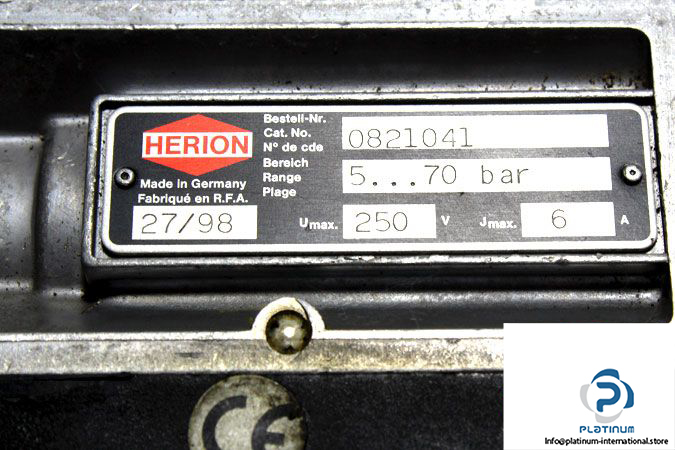 HERION
Made in Germany
Fabriqué en R.F.A.
27/98
Bestell-Nr.
Cat. No.
N° de cde
0821041
Bereich
Range
Plage
5...70 bar
Umax. 250 V
Jmax. 6 A
CE
PLATINUM
Info@platinum-international.store